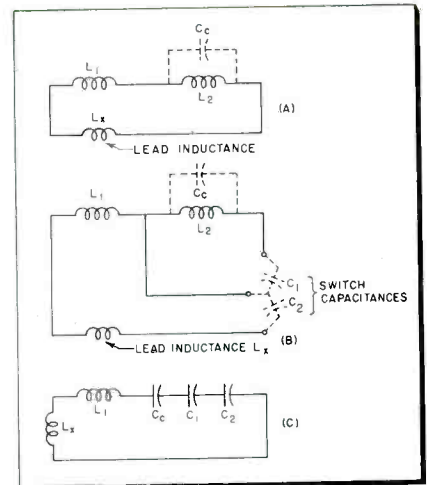 Cc
L1
L2
(A)
Lx
LEAD INDUCTANCE
Cc
L1
L2
C1
SWITCH
CAPACITANCES
C2
LEAD INDUCTANCE Lx
(B)
L1
Cc C1 C2
(C)
Lx